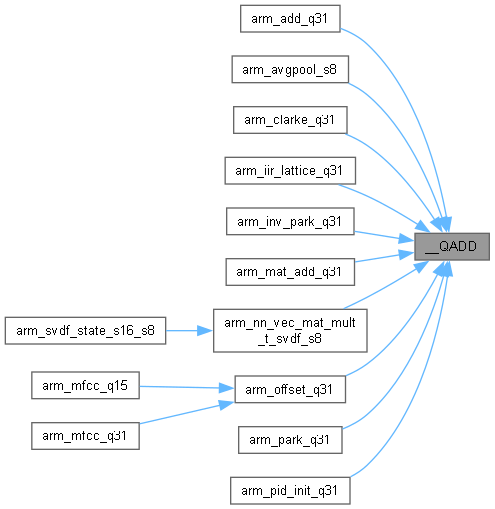 arm_add_q31
arm_avgpool_s8
arm_clarke_q31
arm_iir_lattice_q31
arm_inv_park_q31
__QADD
arm_mat_add_q31
arm_svdf_state_s16_s8
arm_nn_vec_mat_mult
_t_svdf_s8
arm_mfcc_q15
arm_offset_q31
arm_mfcc_q31
arm_park_q31
arm_pid_init_q31